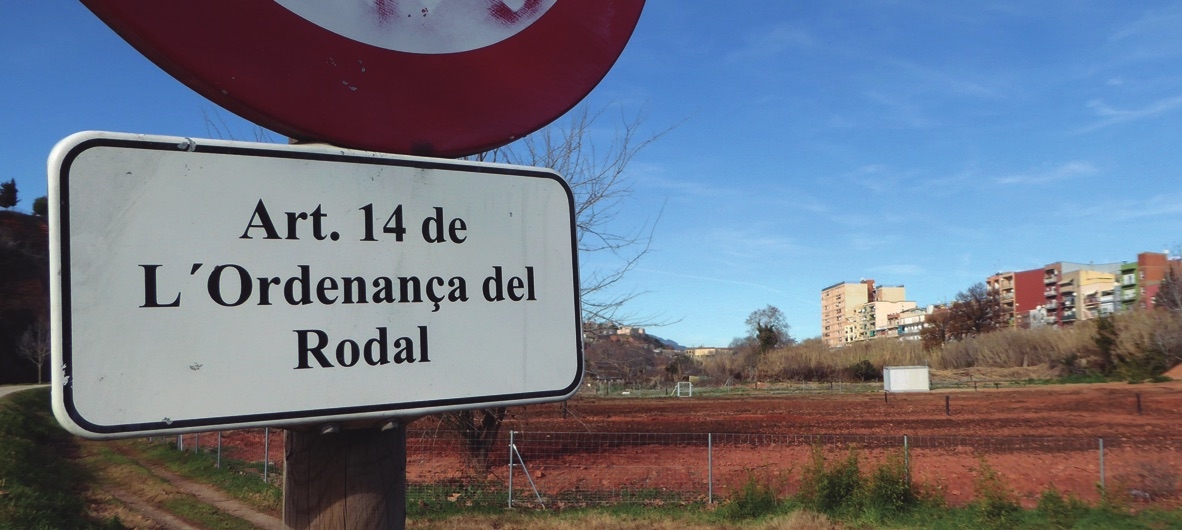 Art. 14 de
L´Ordenança del
Rodal